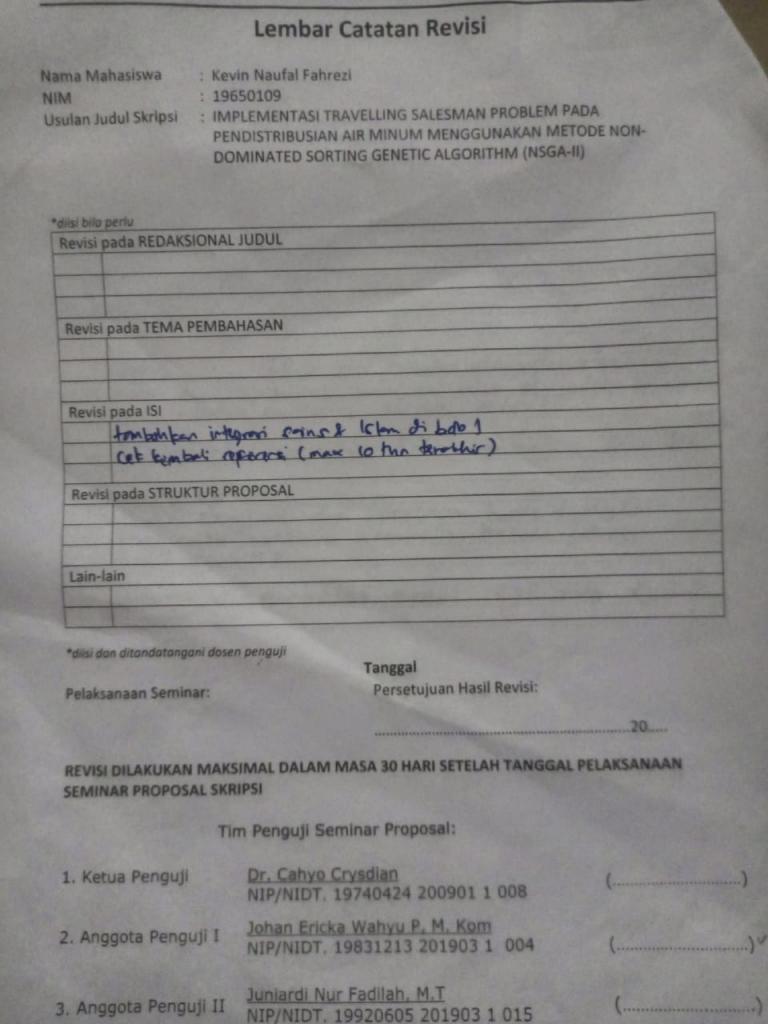 Lembar Catatan Revisi
Nama Mahasiswa : Kevin Naufal Fahrezi
NIM : 19650109
Usulan Judul Skripsi : IMPLEMENTASI TRAVELLING SALESMAN PROBLEM PADA
PENDISTRIBUSIAN AIR MINUM MENGGUNAKAN METODE NON-
DOMINATED SORTING GENETIC ALGORITHM (NSGA-II)
*diisi bila perlu
Revisi pada REDAKSIONAL JUDUL
Revisi pada TEMA PEMBAHASAN
Revisi pada ISI
tambahkan integrasi sains & Islam di bab 1
cek kembali referensi (max 10 thn terakhir)
Revisi pada STRUKTUR PROPOSAL
Lain-lain
*diisi dan ditandatangani dosen penguji
Tanggal
Pelaksanaan Seminar:
Persetujuan Hasil Revisi:
...............................................................20.....
REVISI DILAKUKAN MAKSIMAL DALAM MASA 30 HARI SETELAH TANGGAL PELAKSANAAN
SEMINAR PROPOSAL SKRIPSI
Tim Penguji Seminar Proposal:
1. Ketua Penguji Dr. Cahyo Crysdian (.........................)
NIP/NIDT. 19740424 200901 1 008
2. Anggota Penguji I Johan Ericka Wahyu P, M. Kom (.........................)
NIP/NIDT. 19831213 201903 1 004
3. Anggota Penguji II Juniardi Nur Fadilah, M.T (.........................)
NIP/NIDT. 19920605 201903 1 015